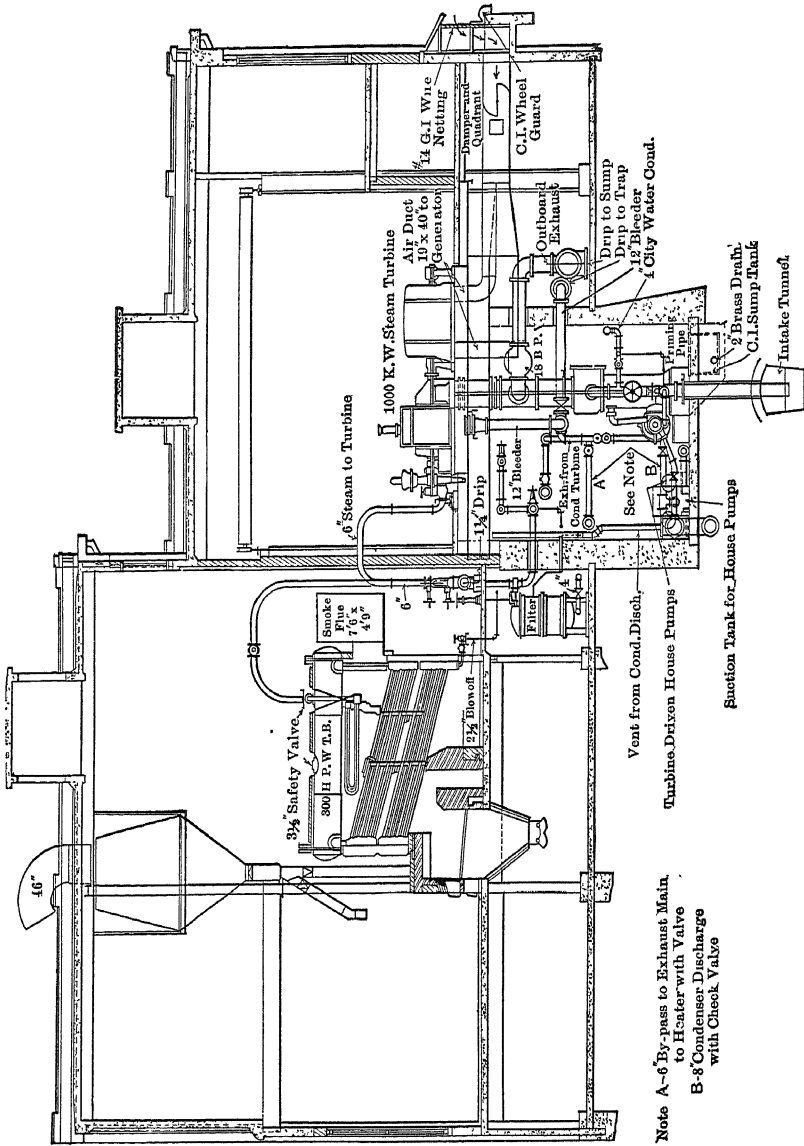 46"
3½" Safety Valve
300 H P. W T. B.
Smoke
Flue
7'6" x
4'9"
6"
2½" Blowoff
Filter
4"
6" Steam to Turbine
1000 K.W. Steam Turbine
Air Duct
19" x 40" to
Generator
#14 G.I Wire
Netting
Damper and
Quadrant
C.I. Wheel
Guard
1¼" Drip
12" Bleeder
Exh. from
Cond Turbine
18 B P.
Outboard
Exhaust
Drip to Sump
Drip to Trap
12" Bleeder
4" City Water Cond.
A
See Note
B
Priming
Pipe
2" Brass Drain
C.I. Sump Tank
Intake Tunnel
Vent from Cond. Disch.
Turbine Driven House Pumps
Suction Tank for House Pumps
Note A-6" By-pass to Exhaust Main,
to Heater with Valve
B-8" Condenser Discharge
with Check Valve